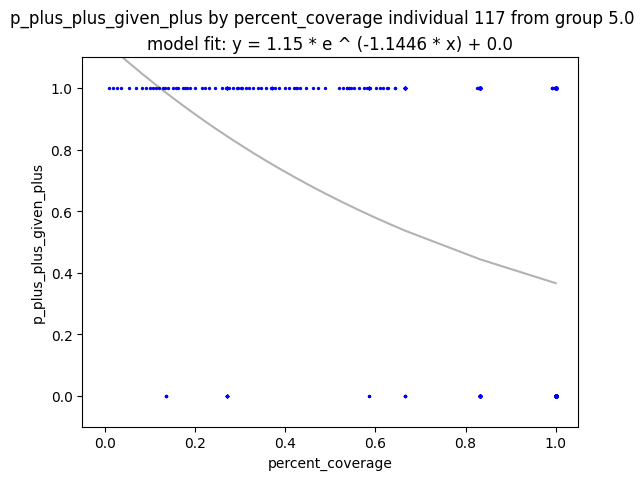 p_plus_plus_given_plus by percent_coverage individual 117 from group 5.0
model fit: y = 1.15 * e ^ (-1.1446 * x) + 0.0
1.0
0.8
0.6
0.4
0.2
0.0
p_plus_plus_given_plus
0.0 0.2 0.4 0.6 0.8 1.0
percent_coverage